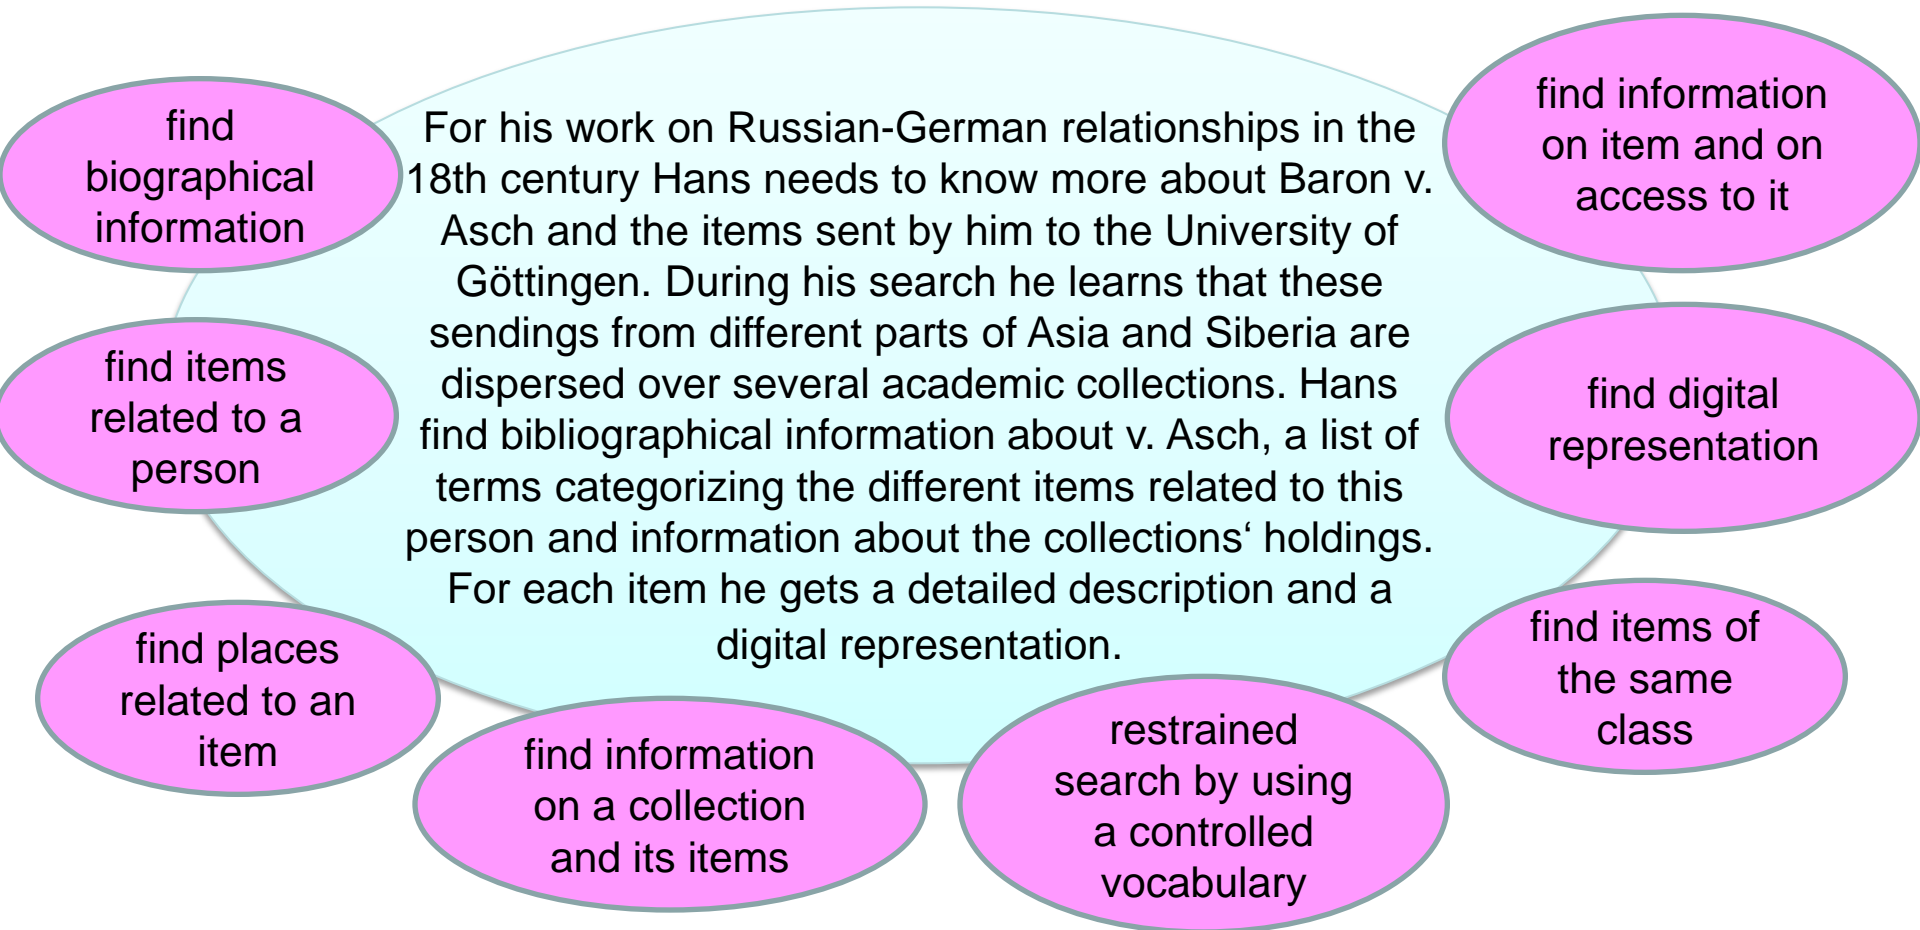 find
biographical
information
For his work on Russian-German relationships in the
18th century Hans needs to know more about Baron v.
Asch and the items sent by him to the University of
Göttingen. During his search he learns that these
sendings from different parts of Asia and Siberia are
dispersed over several academic collections. Hans
find bibliographical information about v. Asch, a list of
terms categorizing the different items related to this
person and information about the collections‘ holdings.
For each item he gets a detailed description and a
digital representation.
find information
on item and on
access to it
find items
related to a
person
find digital
representation
find places
related to an
item
find information
on a collection
and its items
restrained
search by using
a controlled
vocabulary
find items of
the same
class